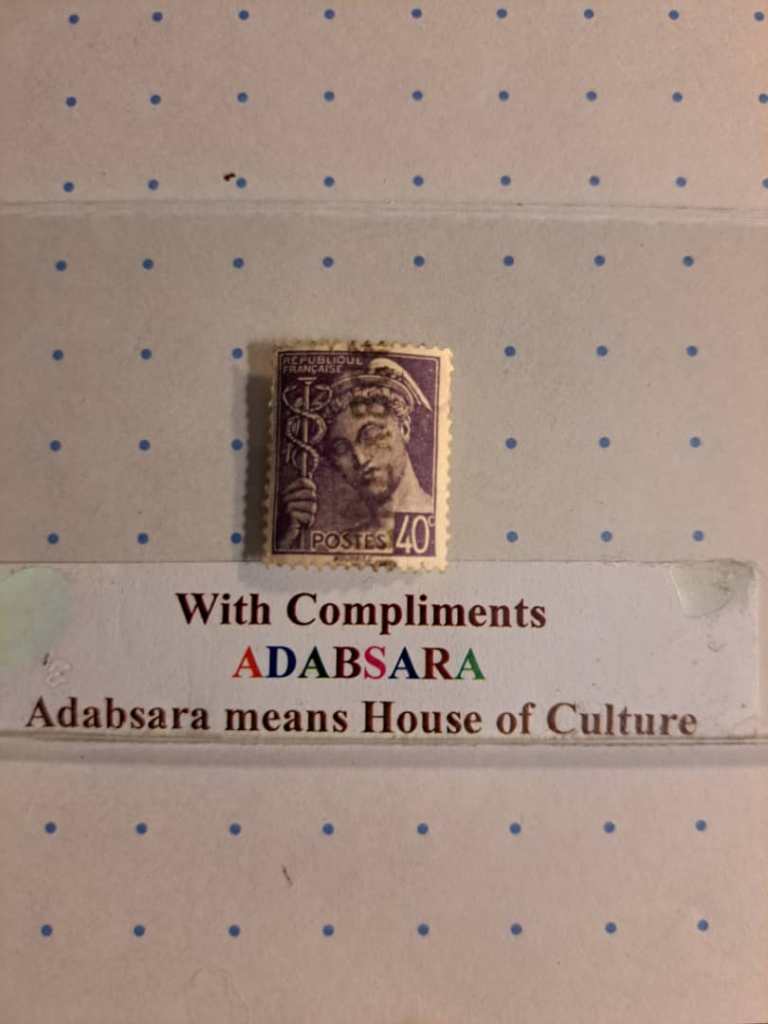 RÉPUBLIQUE
FRANÇAISE
POSTES 40c
With Compliments
ADABSARA
Adabsara means House of Culture